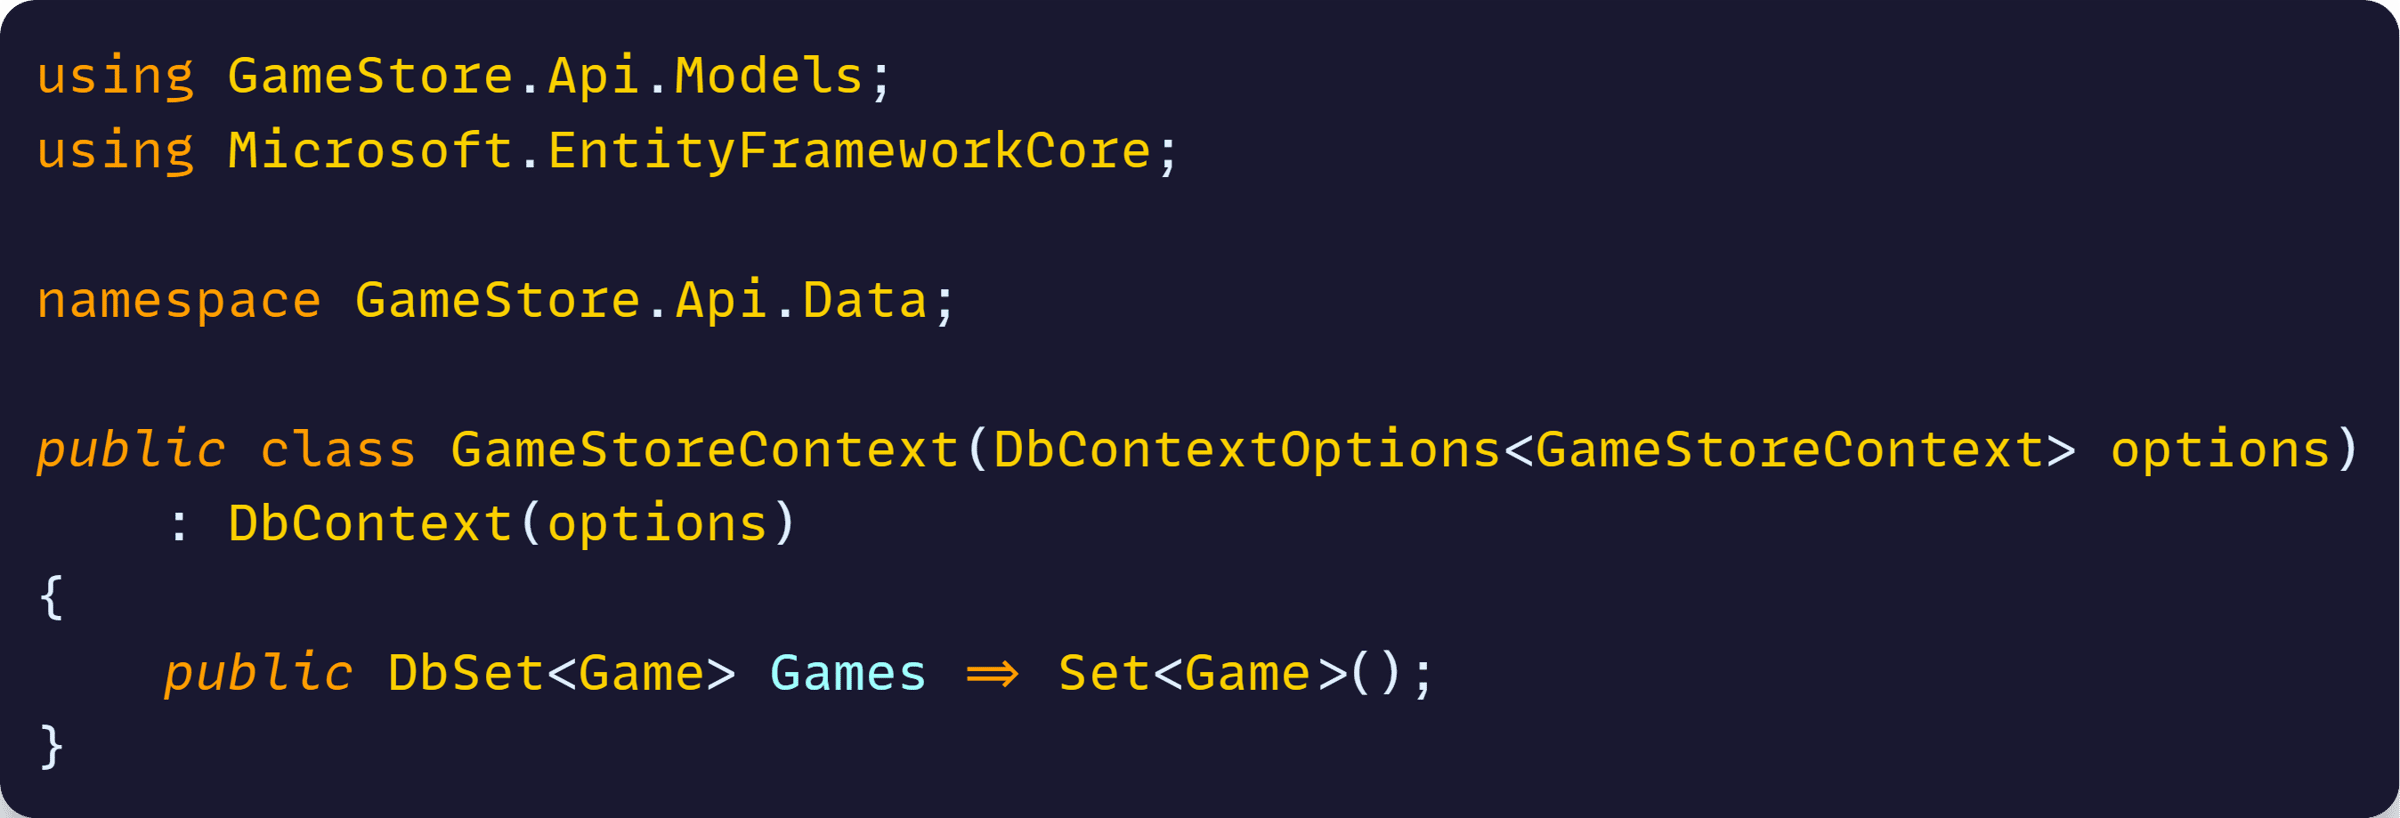 using GameStore.Api.Models;
using Microsoft.EntityFrameworkCore;
namespace GameStore.Api.Data;
public class GameStoreContext(DbContextOptions<GameStoreContext> options)
    : DbContext(options)
{
    public DbSet<Game> Games => Set<Game>();
}